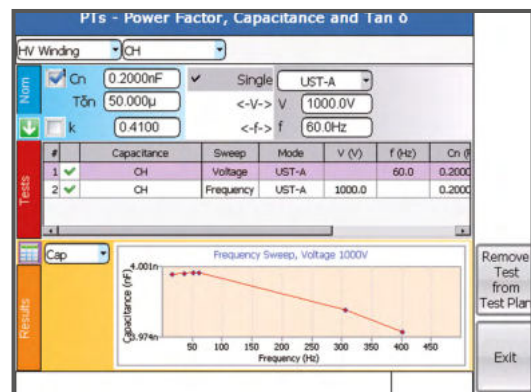 PTs - Power Factor, Capacitance and Tan δ
HV Winding CH
Nom
Cn 0.2000nF Single UST-A
Tδn 50.000µ <-V-> V 1000.0V
k 0.4100 <-f-> f 60.0Hz
Tests
# Capacitance Sweep Mode V (V) f (Hz) Cn (F
1 CH Voltage UST-A 60.0 0.2000
2 CH Frequency UST-A 1000.0 0.2000
Results
Cap
Frequency Sweep, Voltage 1000V
Capacitance (nF)
4.001n
3.974n
50 100 150 200 250 300 350 400 450
Frequency (Hz)
Remove
Test
from
Test Plan
Exit